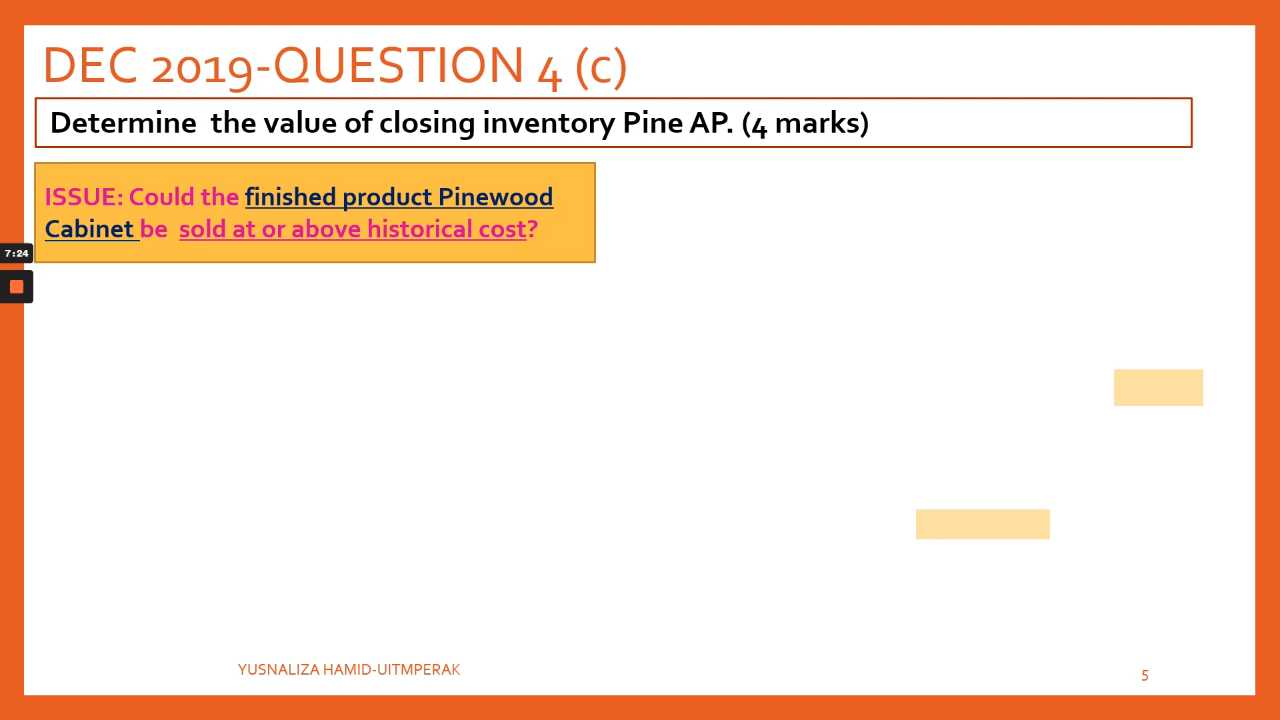 DEC 2019-QUESTION 4 (c)
Determine the value of closing inventory Pine AP. (4 marks)
ISSUE: Could the finished product Pinewood
Cabinet be sold at or above historical cost?
7:24
YUSNALIZA HAMID-UITMPERAK
5